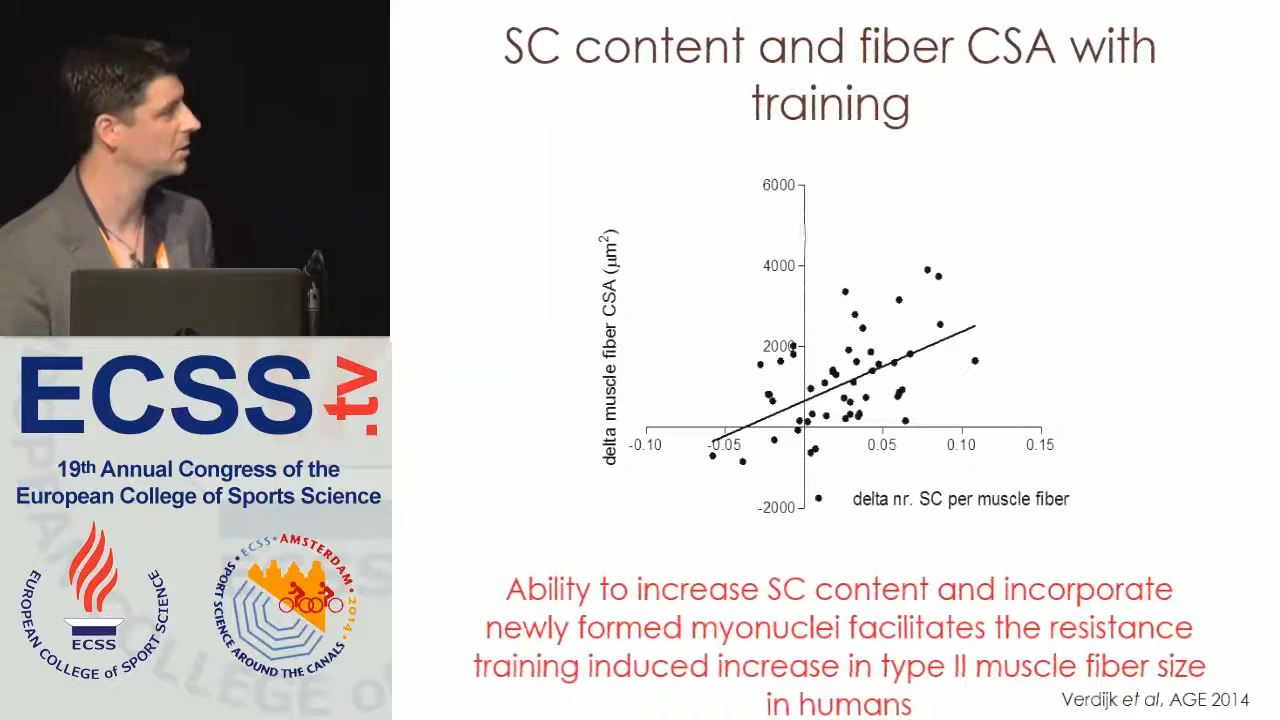 SC content and fiber CSA with
training
6000
4000
2000
-2000
-0.10
-0.05
0.05
0.10
0.15
delta muscle fiber CSA (µm²)
delta nr. SC per muscle fiber
Ability to increase SC content and incorporate
newly formed myonuclei facilitates the resistance
training induced increase in type II muscle fiber size
in humans
Verdijk et al, AGE 2014
ECSS
.tv
19th Annual Congress of the
European College of Sports Science
EUROPEAN COLLEGE OF SPORT SCIENCE
ECSS
ECSS • AMSTERDAM • 2014 •
SPORT SCIENCE AROUND THE CANALS